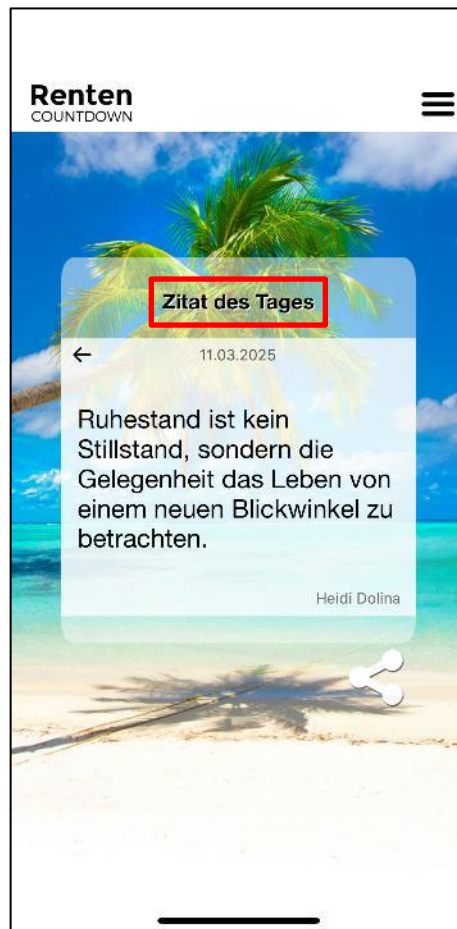 Renten
COUNTDOWN
Zitat des Tages
11.03.2025
Ruhestand ist kein
Stillstand, sondern die
Gelegenheit das Leben von
einem neuen Blickwinkel zu
betrachten.
Heidi Dolina